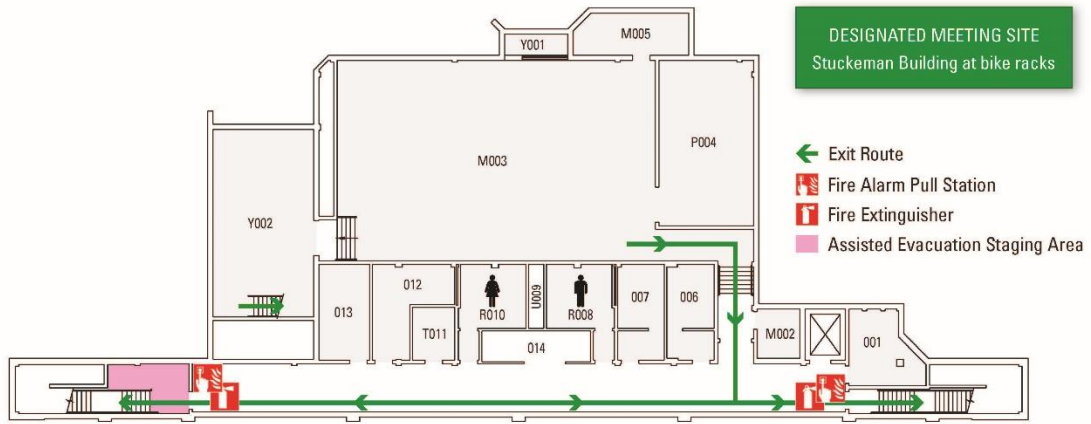 DESIGNATED MEETING SITE
Stuckeman Building at bike racks
Exit Route
Fire Alarm Pull Station
Fire Extinguisher
Assisted Evacuation Staging Area
Y001
M005
M003
P004
Y002
013
012
T011
R010
U009
R008
014
007
006
M002
001